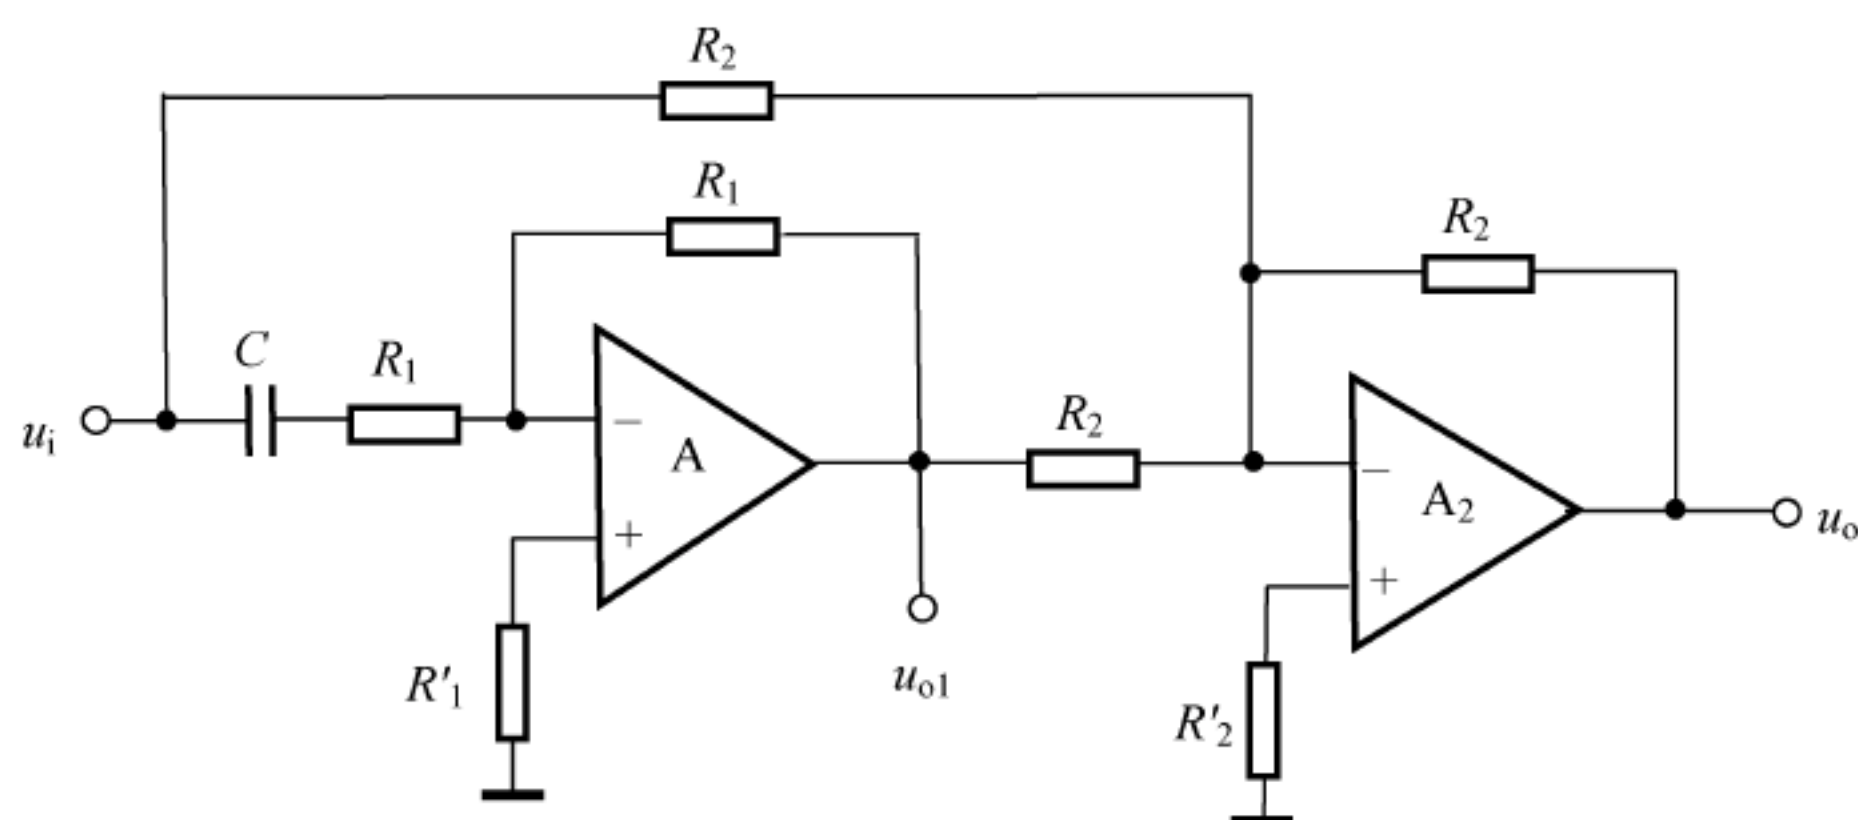 R₂
R₁
R₂
C
R₁
uᵢ
−
A
+
R₂
−
A₂
+
uₒ
R'₁
uₒ₁
R'₂